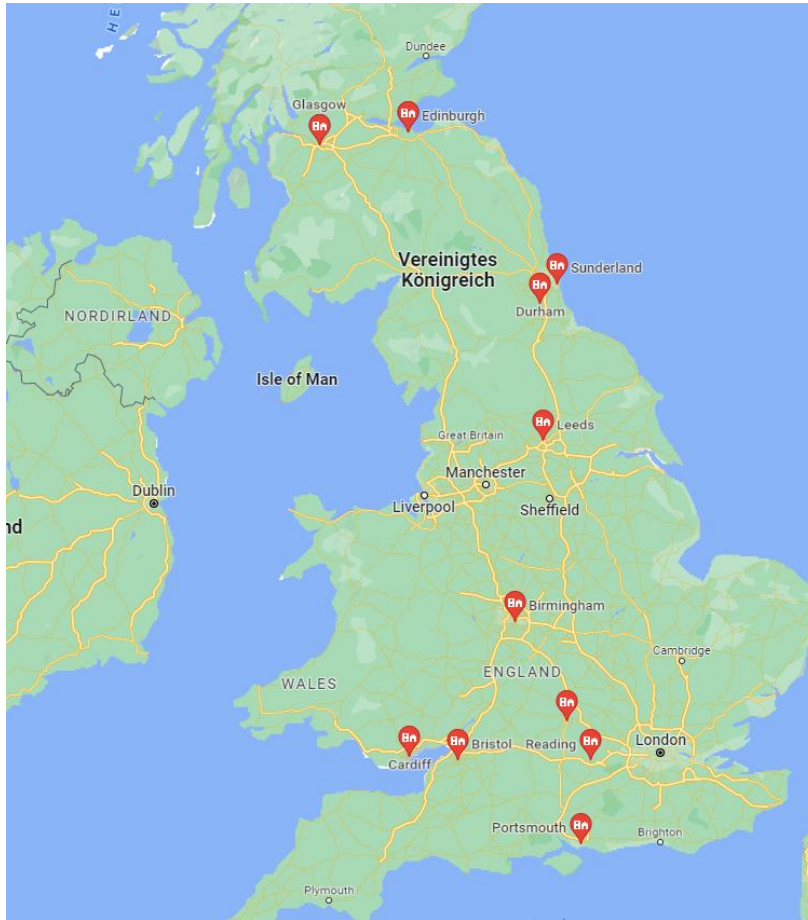 HE
Dundee
Glasgow
Edinburgh
Vereinigtes
Königreich
Sunderland
Durham
NORDIRLAND
Isle of Man
Leeds
Great Britain
Manchester
Dublin
Liverpool
Sheffield
nd
Birmingham
Cambridge
WALES
ENGLAND
Cardiff
Bristol
Reading
London
Portsmouth
Brighton
Plymouth